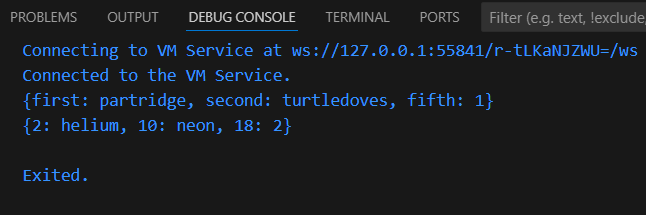 PROBLEMS OUTPUT DEBUG CONSOLE TERMINAL PORTS Filter (e.g. text, !exclude,
Connecting to VM Service at ws://127.0.0.1:55841/r-tLKaNJZWU=/ws
Connected to the VM Service.
{first: partridge, second: turtledoves, fifth: 1}
{2: helium, 10: neon, 18: 2}
Exited.